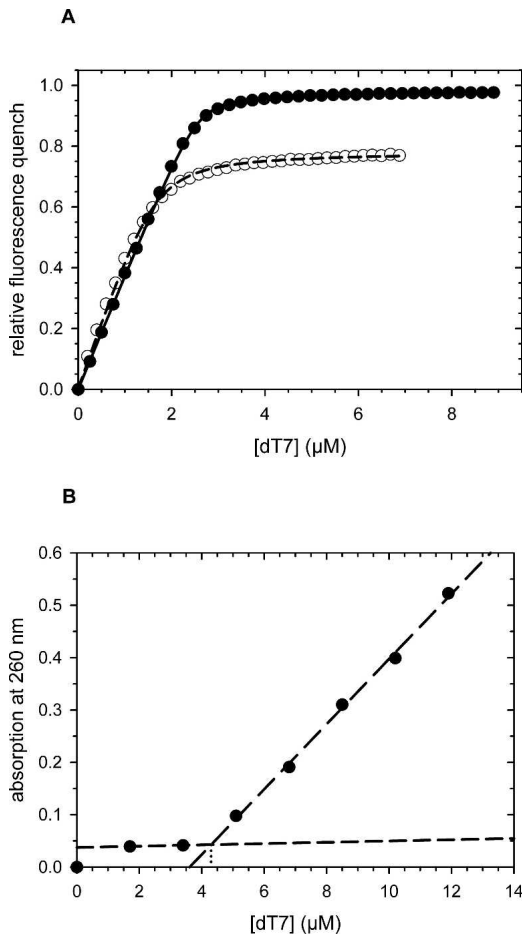 A
1.0
0.8
0.6
0.4
0.2
0.0
relative fluorescence quench
0 2 4 6 8
[dT7] (µM)
B
0.6
0.5
0.4
0.3
0.2
0.1
0.0
absorption at 260 nm
0 2 4 6 8 10 12 14
[dT7] (µM)